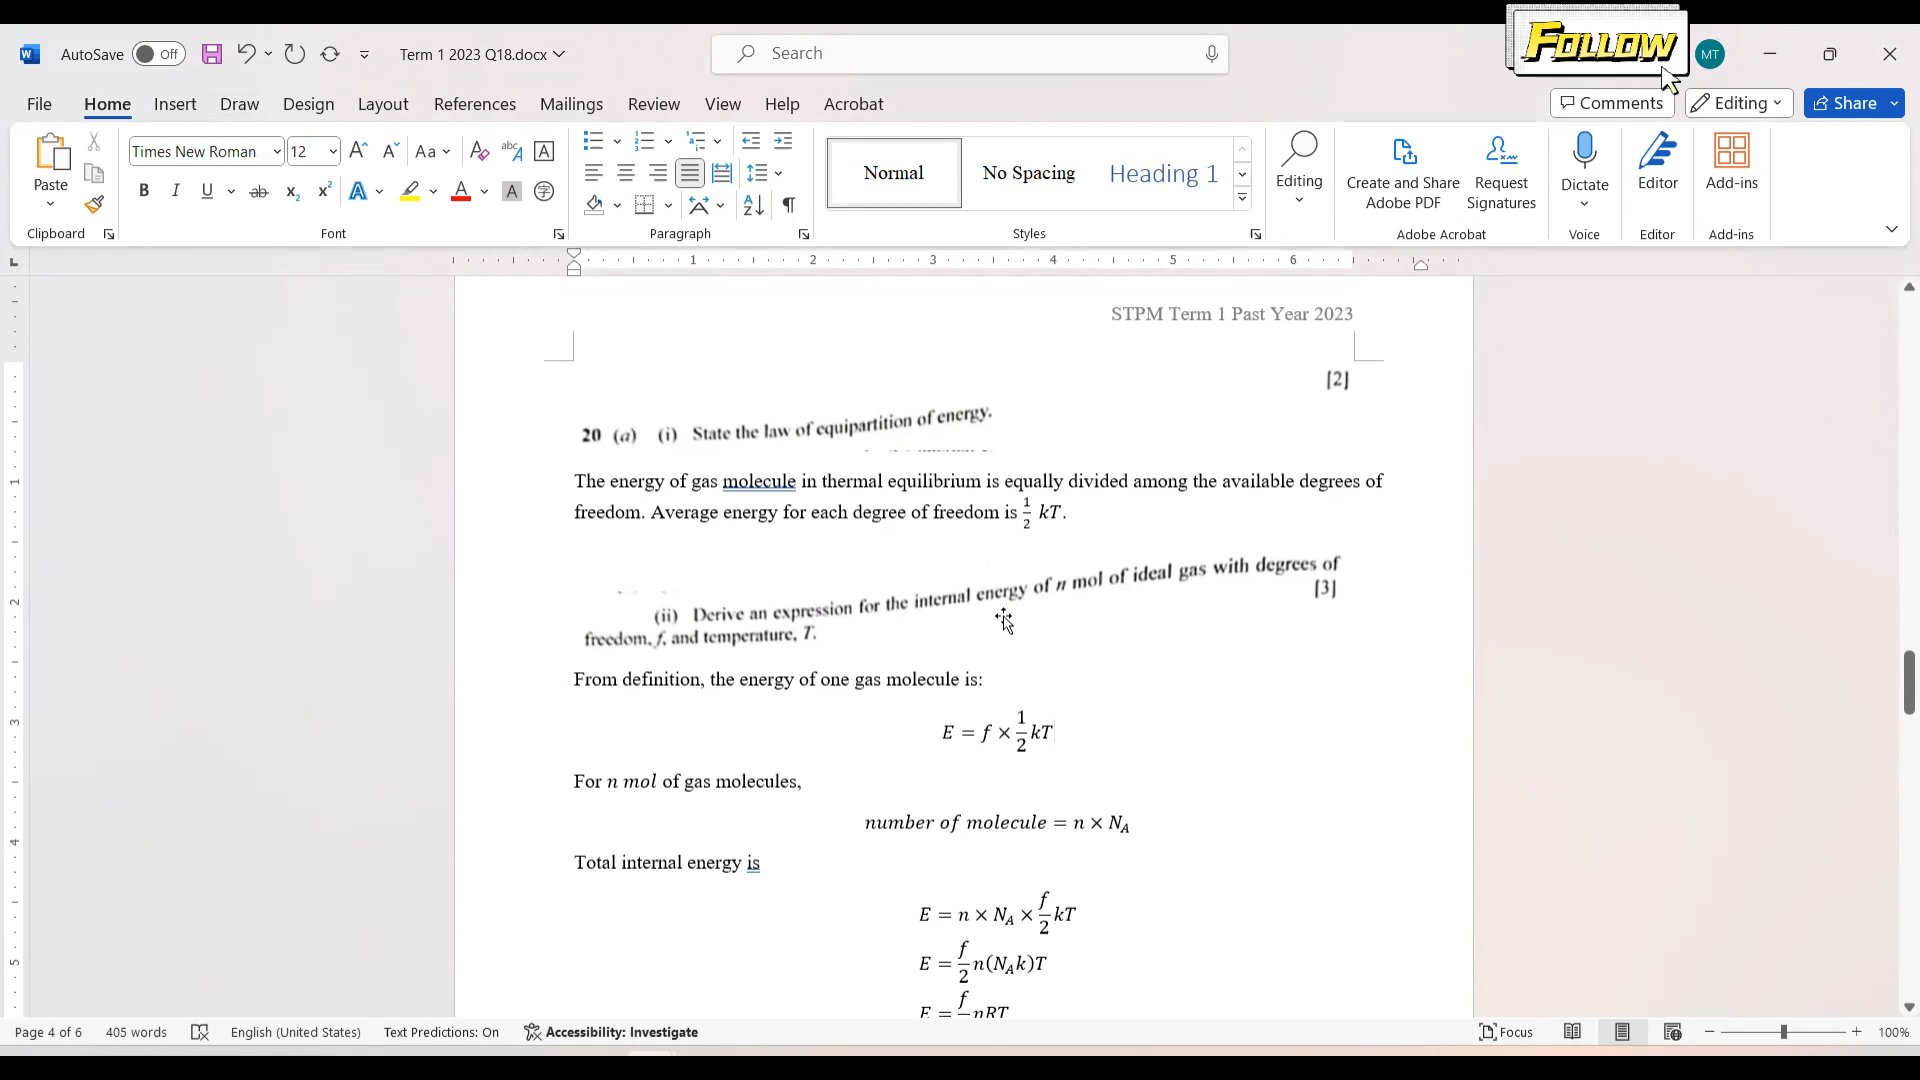 AutoSave Off Term 1 2023 Q18.docx Search FOLLOW MT
File Home Insert Draw Design Layout References Mailings Review View Help Acrobat Comments Editing Share
Paste Times New Roman 12 Aa Normal No Spacing Heading 1 Editing Create and Share Adobe PDF Request Signatures Dictate Editor Add-ins
Clipboard Font Paragraph Styles Adobe Acrobat Voice Editor Add-ins
1 2 3 4 5 6
STPM Term 1 Past Year 2023
[2]
20 (a) (i) State the law of equipartition of energy.
The energy of gas molecule in thermal equilibrium is equally divided among the available degrees of
freedom. Average energy for each degree of freedom is 1/2 kT.
(ii) Derive an expression for the internal energy of n mol of ideal gas with degrees of
freedom, f, and temperature, T. [3]
From definition, the energy of one gas molecule is:
E = f × 1/2 kT
For n mol of gas molecules,
number of molecule = n × N_A
Total internal energy is
E = n × N_A × f/2 kT
E = f/2 n(N_A k)T
E = f nRT
Page 4 of 6 405 words English (United States) Text Predictions: On Accessibility: Investigate Focus 100%